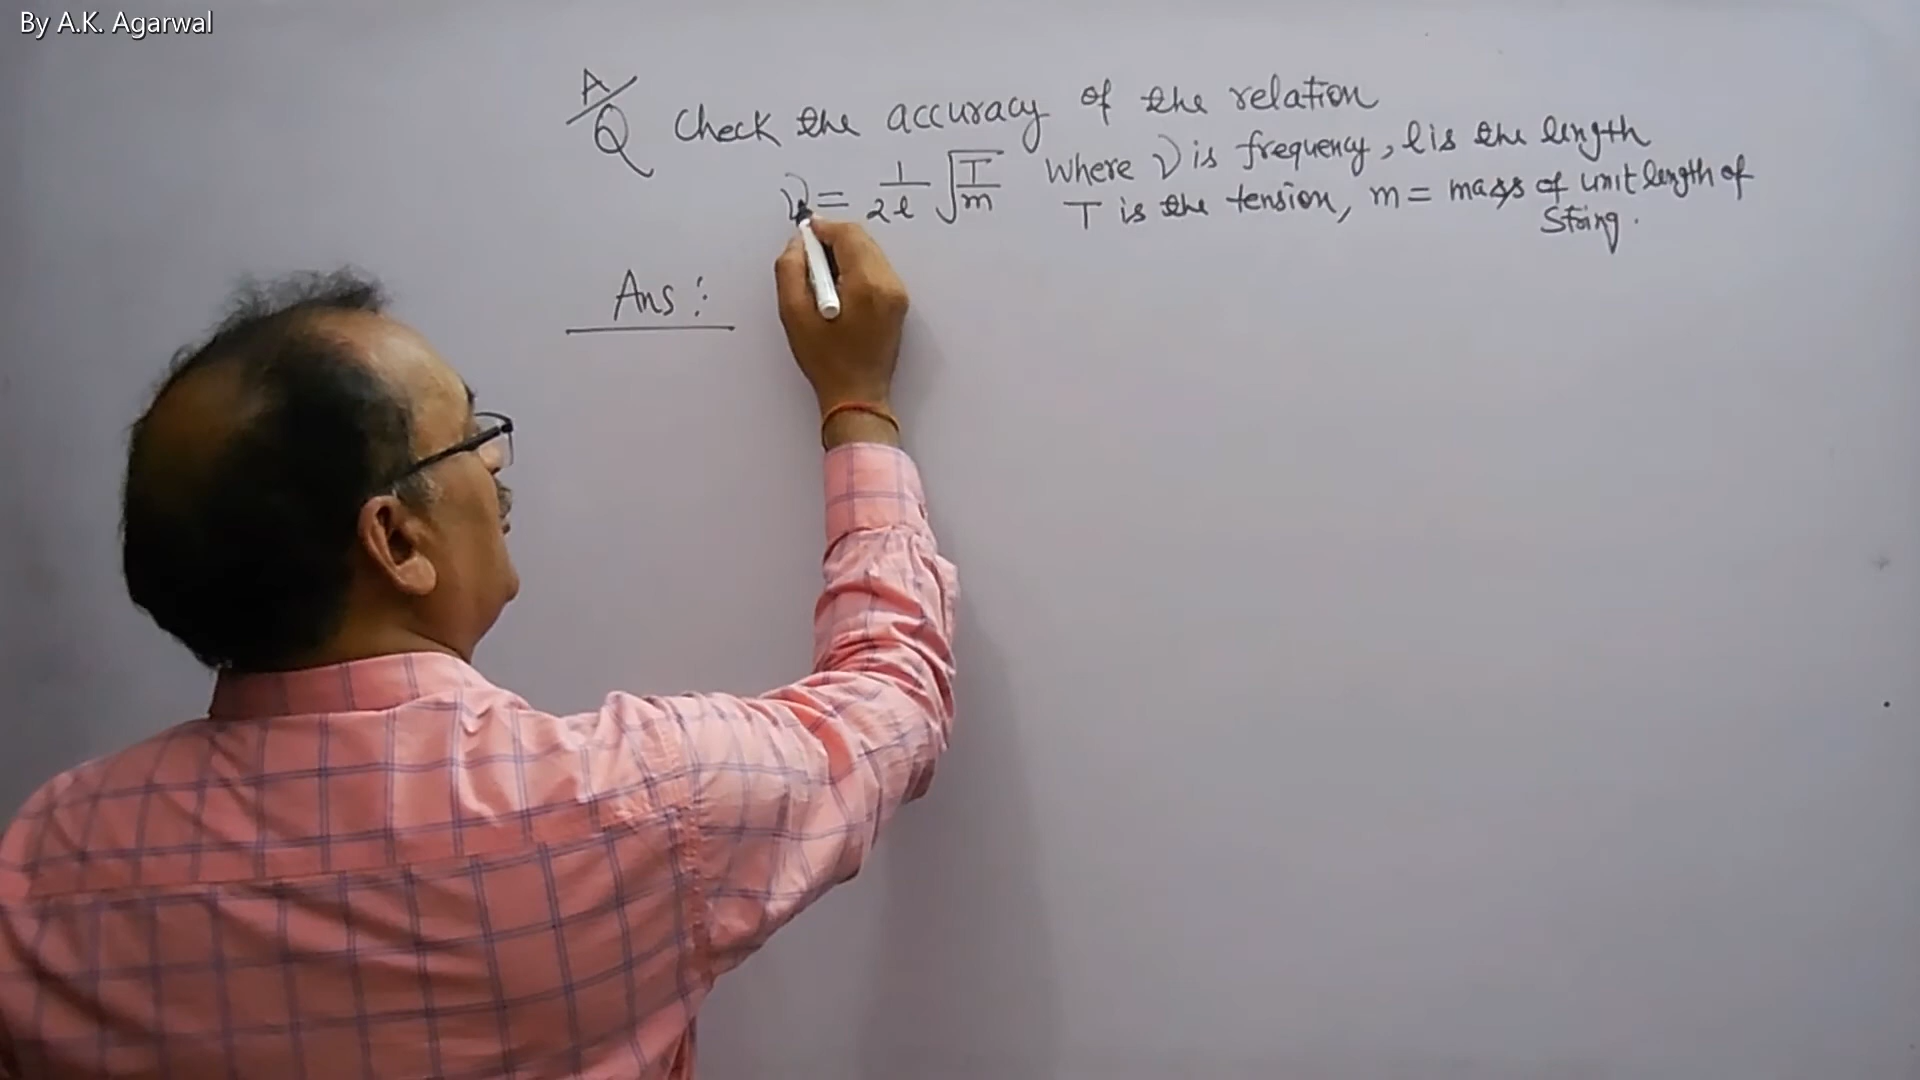 By A.K. Agarwal
A/Q Check the accuracy of the relation
ν = 1/2l √T/m Where ν is frequency, l is the length
T is the tension, m = mass of unit length of
String.
Ans :